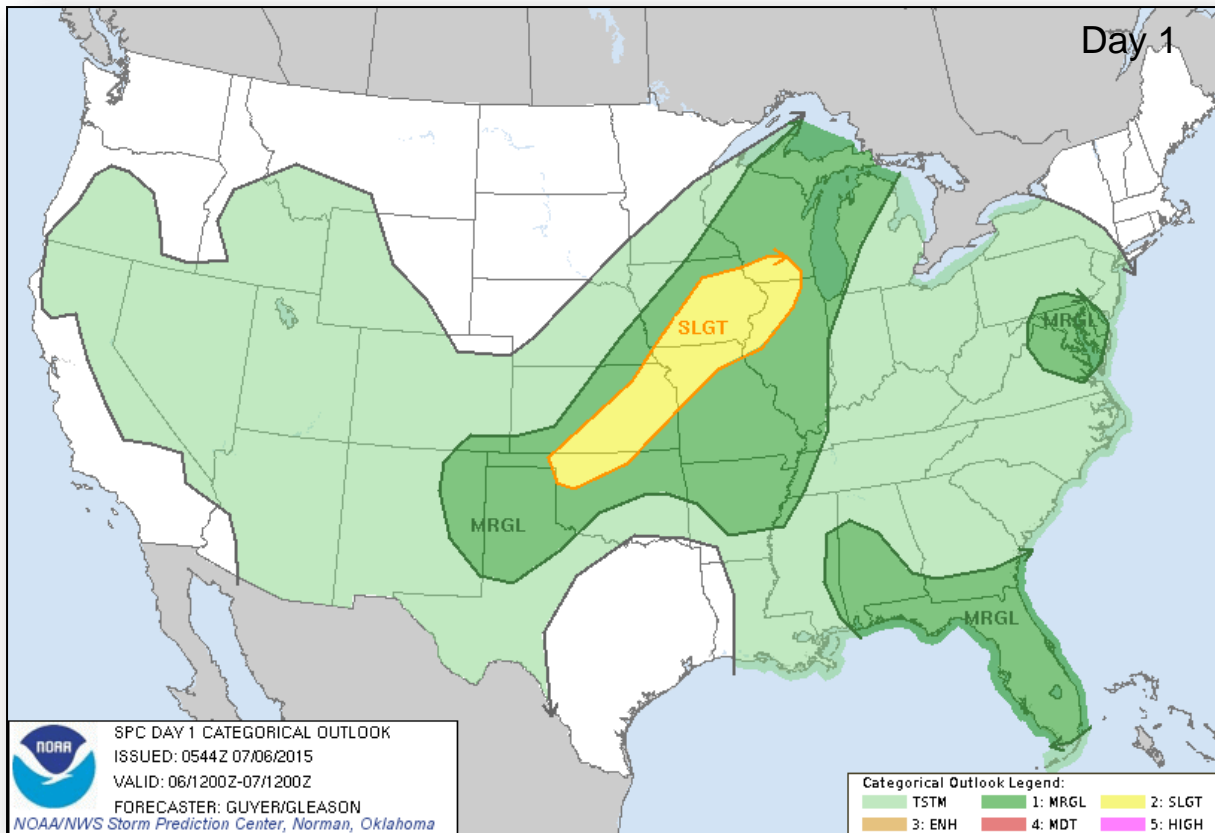 Day 1
SLGT
MRGL
MRGL
MRGL
NOAA
SPC DAY 1 CATEGORICAL OUTLOOK
ISSUED: 0544Z 07/06/2015
VALID: 06/1200Z-07/1200Z
FORECASTER: GUYER/GLEASON
NOAA/NWS Storm Prediction Center, Norman, Oklahoma
Categorical Outlook Legend:
TSTM 1: MRGL 2: SLGT
3: ENH 4: MDT 5: HIGH